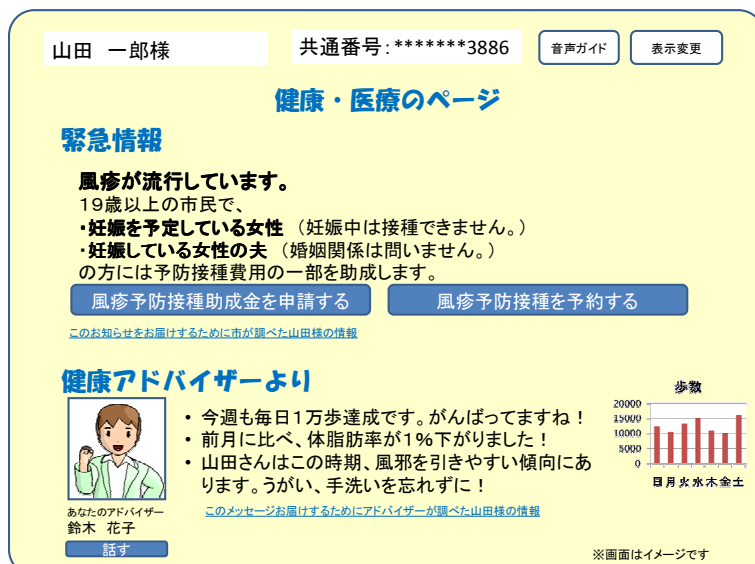 山田 一郎様
共通番号:*******3886
音声ガイド
表示変更
健康・医療のページ
緊急情報
風疹が流行しています。
19歳以上の市民で、
・妊娠を予定している女性 (妊娠中は接種できません。)
・妊娠している女性の夫 (婚姻関係は問いません。)
の方には予防接種費用の一部を助成します。
風疹予防接種助成金を申請する
風疹予防接種を予約する
このお知らせをお届けするために市が調べた山田様の情報
健康アドバイザーより
・ 今週も毎日1万歩達成です。がんばってますね!
・ 前月に比べ、体脂肪率が1%下がりました!
・ 山田さんはこの時期、風邪を引きやすい傾向にあ
ります。うがい、手洗いを忘れずに!
このメッセージお届けするためにアドバイザーが調べた山田様の情報
あなたのアドバイザー
鈴木 花子
話す
歩数
20000
15000
10000
5000
0
日月火水木金土
※画面はイメージです